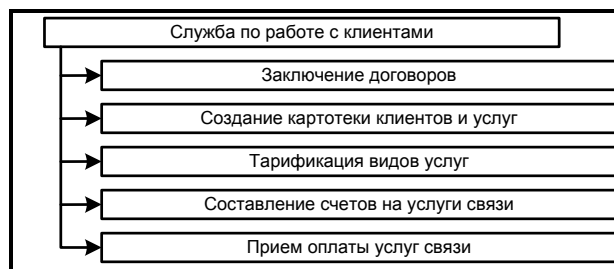 Служба по работе с клиентами
Заключение договоров
Создание картотеки клиентов и услуг
Тарификация видов услуг
Составление счетов на услуги связи
Прием оплаты услуг связи